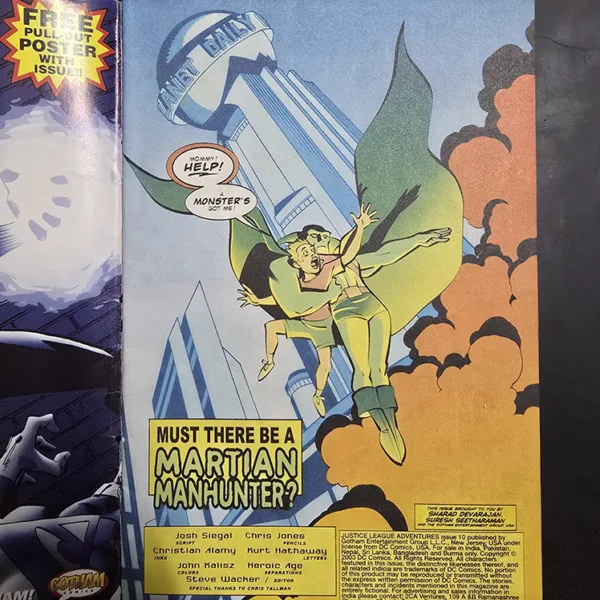 FREE
PULL-OUT
POSTER
WITH
ISSUE!!
PLANET DAILY
MOMMY!
HELP!
A
MONSTER'S
GOT ME!
MUST THERE BE A
MARTIAN
MANHUNTER?
Josh Siegal Chris Jones
SCRIPT PENCILS
Christian Alamy Kurt Hathaway
INKS LETTERS
John Kalisz Heroic Age
COLORS SEPARATIONS
Steve Wacker / EDITOR
SPECIAL THANKS TO CHRIS TALLMAN
THIS ISSUE BROUGHT TO YOU BY
SHARAD DEVARAJAN,
SURESH SEETHARAMAN
AND THE GOTHAM ENTERTAINMENT GROUP USA
JUSTICE LEAGUE ADVENTURES issue 10 published by
Gotham Entertainment Group L.L.C., New Jersey, USA under
license from DC Comics, USA. For sale in India, Pakistan,
Nepal, Sri Lanka, Bangladesh and Burma only. Copyright ©
2003 DC Comics. All Rights Reserved. All characters
featured in this issue, the distinctive likenesses thereof, and
all related indicia are trademarks of DC Comics. No portion
of this product may be reproduced or transmitted without
the express written permission of DC Comics. The stories,
characters and incidents mentioned in this magazine are
entirely fictional. For advertising and sales information in
India please contact: 2CA Ventures, 109 A &B Ramanashree
GOTHAM
AM!